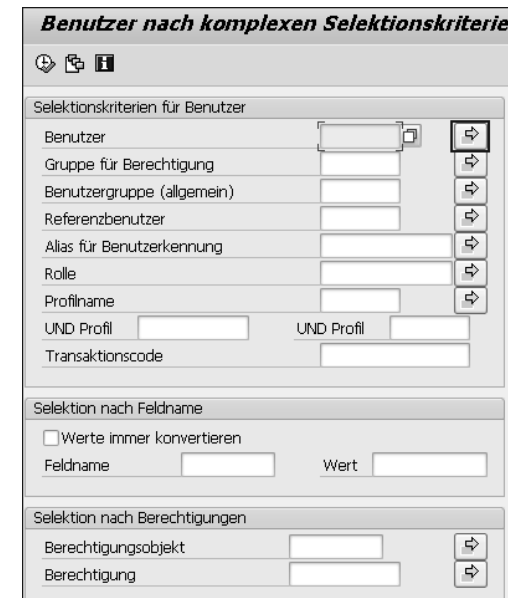 Benutzer nach komplexen Selektionskriterie
Selektionskriterien für Benutzer
Benutzer
Gruppe für Berechtigung
Benutzergruppe (allgemein)
Referenzbenutzer
Alias für Benutzerkennung
Rolle
Profilname
UND Profil UND Profil
Transaktionscode
Selektion nach Feldname
Werte immer konvertieren
Feldname Wert
Selektion nach Berechtigungen
Berechtigungsobjekt
Berechtigung